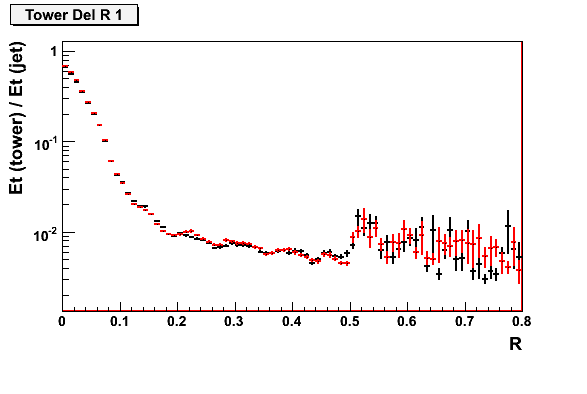 Tower Del R 1
Et (tower) / Et (jet)
1
10-1
10-2
0 0.1 0.2 0.3 0.4 0.5 0.6 0.7 0.8
R